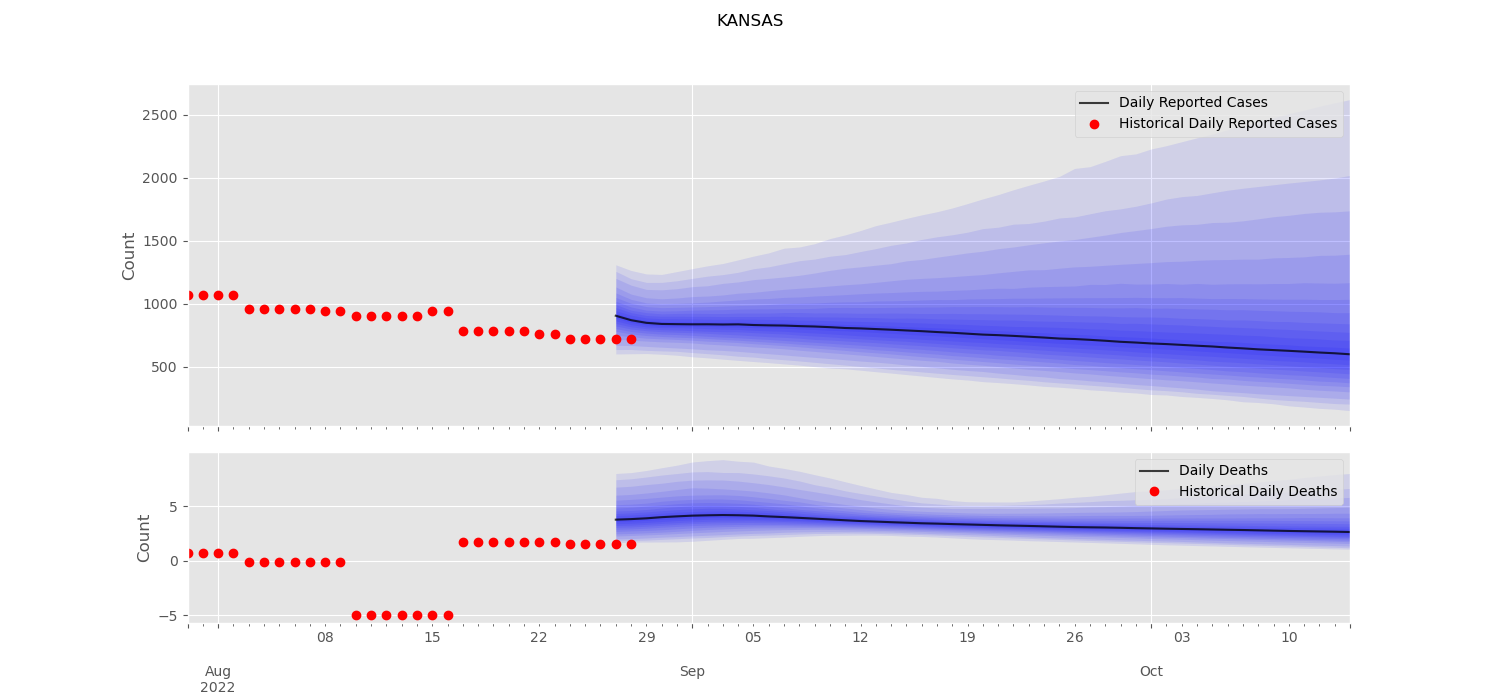 KANSAS
Daily Reported Cases
Historical Daily Reported Cases
Count
2500
2000
1500
1000
500
Daily Deaths
Historical Daily Deaths
Count
5
0
−5
08 15 22 29 05 12 19 26 03 10
Aug Sep Oct
2022